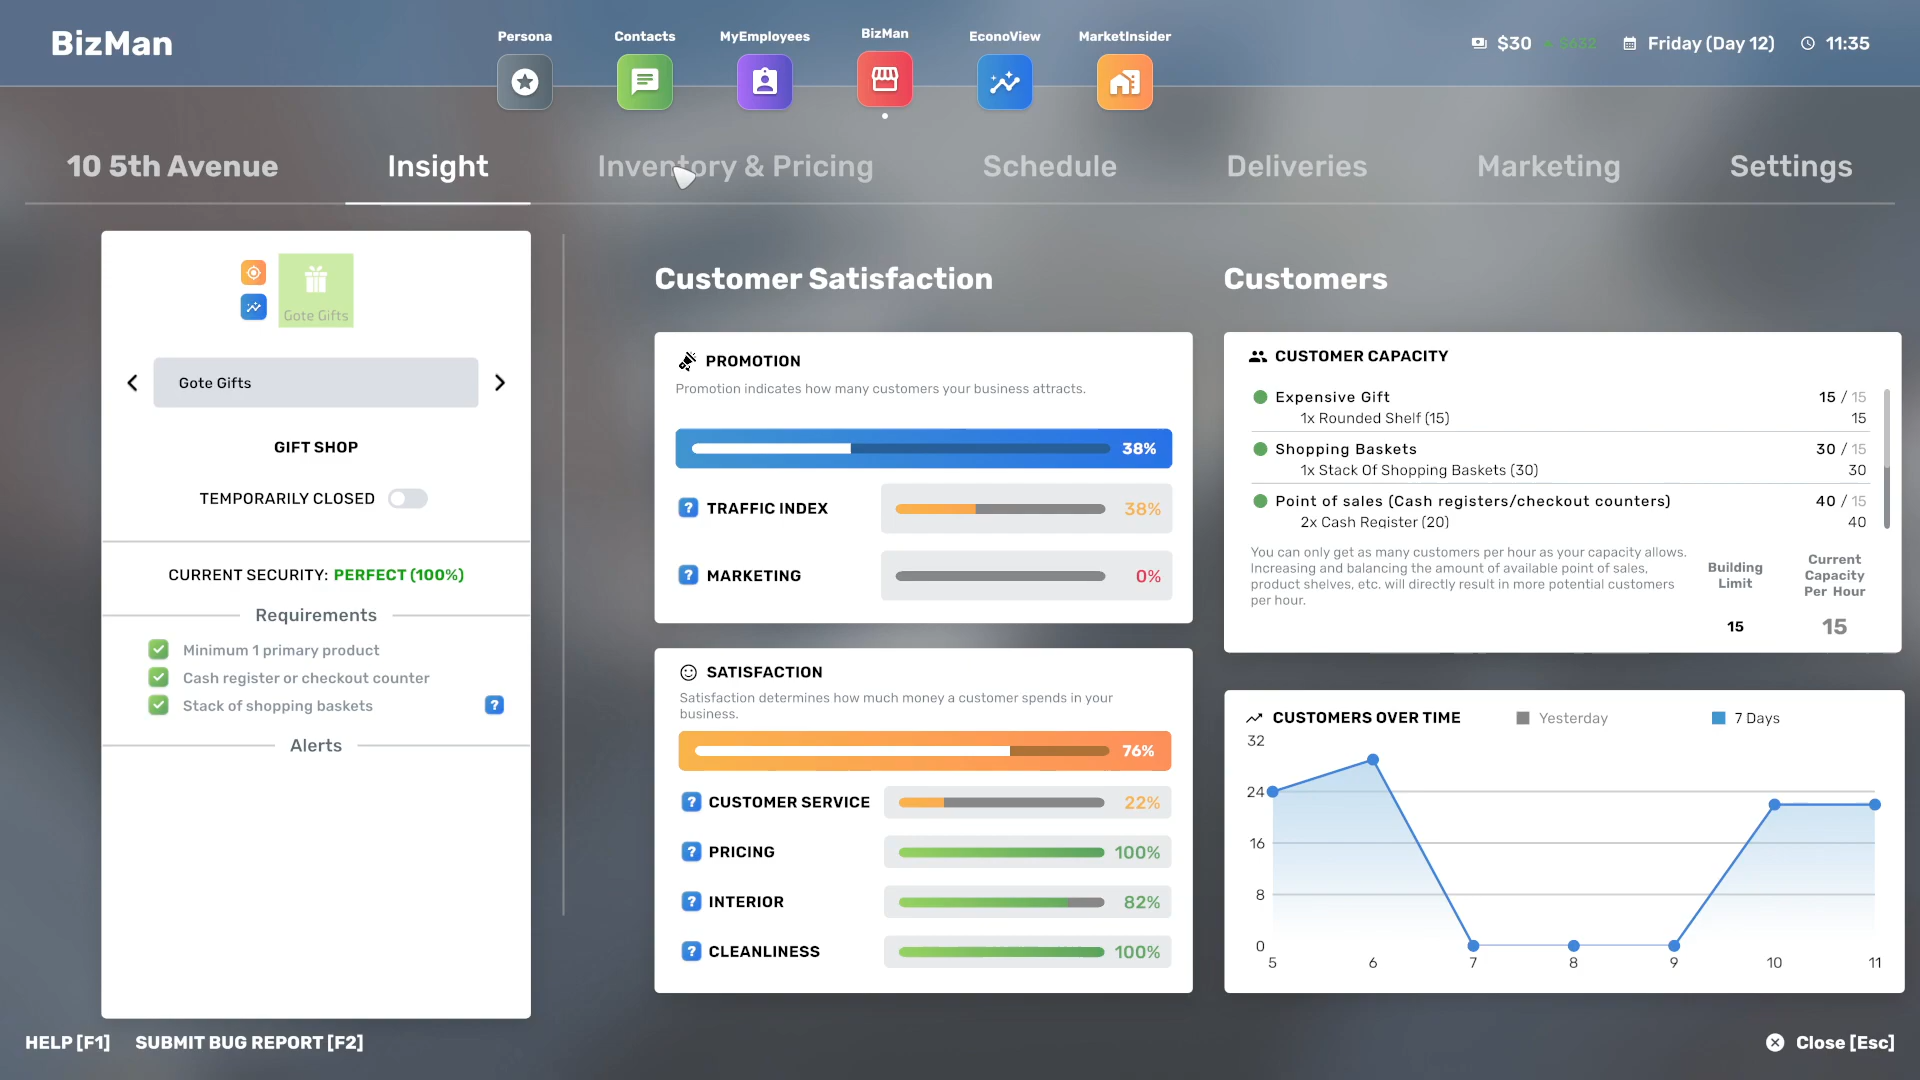 BizMan
Persona
Contacts
MyEmployees
BizMan
EconoView
MarketInsider
$30
$632
Friday (Day 12)
11:35
10 5th Avenue
Insight
Inventory & Pricing
Schedule
Deliveries
Marketing
Settings
Gote Gifts
Gote Gifts
GIFT SHOP
TEMPORARILY CLOSED
CURRENT SECURITY: PERFECT (100%)
Requirements
Minimum 1 primary product
Cash register or checkout counter
Stack of shopping baskets
?
Alerts
Customer Satisfaction
PROMOTION
Promotion indicates how many customers your business attracts.
38%
? TRAFFIC INDEX 38%
? MARKETING 0%
SATISFACTION
Satisfaction determines how much money a customer spends in your
business.
76%
? CUSTOMER SERVICE 22%
? PRICING 100%
? INTERIOR 82%
? CLEANLINESS 100%
Customers
CUSTOMER CAPACITY
Expensive Gift 15 / 15
1x Rounded Shelf (15) 15
Shopping Baskets 30 / 15
1x Stack Of Shopping Baskets (30) 30
Point of sales (Cash registers/checkout counters) 40 / 15
2x Cash Register (20) 40
You can only get as many customers per hour as your capacity allows.
Increasing and balancing the amount of available point of sales,
product shelves, etc. will directly result in more potential customers
per hour.
Building
Limit
15
Current
Capacity
Per Hour
15
CUSTOMERS OVER TIME
Yesterday
7 Days
32
24
16
8
0
5 6 7 8 9 10 11
HELP [F1]
SUBMIT BUG REPORT [F2]
Close [Esc]